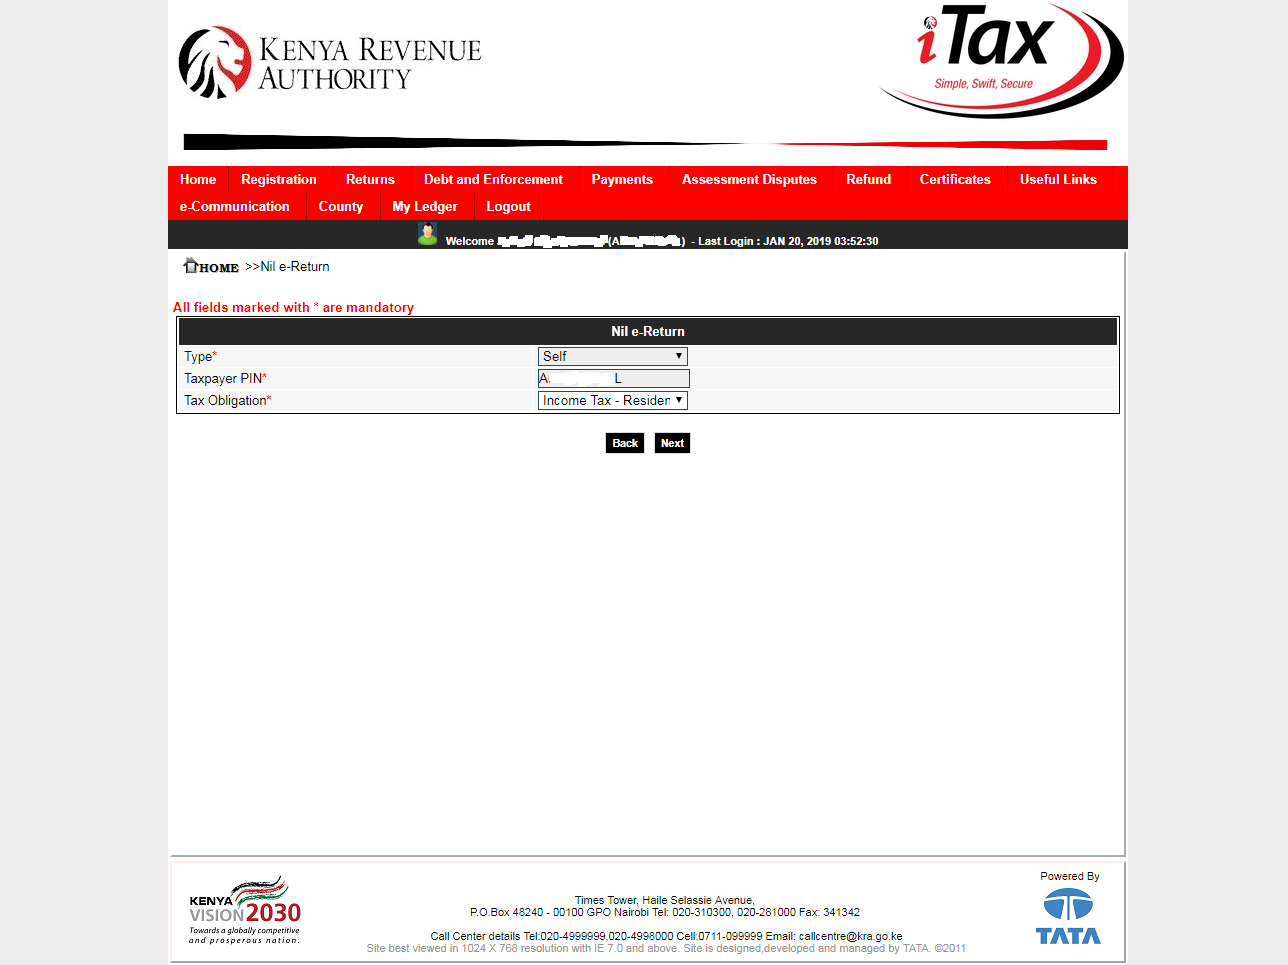 KENYA REVENUE
AUTHORITY
iTax
Simple, Swift, Secure
Home Registration Returns Debt and Enforcement Payments Assessment Disputes Refund Certificates Useful Links
e-Communication County My Ledger Logout
Welcome (A ) - Last Login : JAN 20, 2019 03:52:30
HOME >>Nil e-Return
All fields marked with * are mandatory
Nil e-Return
Type* Self
Taxpayer PIN* A L
Tax Obligation* Income Tax - Residen
Back Next
KENYA
VISION 2030
Towards a globally competitive
and prosperous nation.
Times Tower, Haile Selassie Avenue,
P.O.Box 48240 - 00100 GPO Nairobi Tel: 020-310300, 020-281000 Fax: 341342
Call Center details Tel:020-4999999,020-4998000 Cell:0711-099999 Email: callcentre@kra.go.ke
Site best viewed in 1024 X 768 resolution with IE 7.0 and above. Site is designed,developed and managed by TATA. ©2011
Powered By
TATA